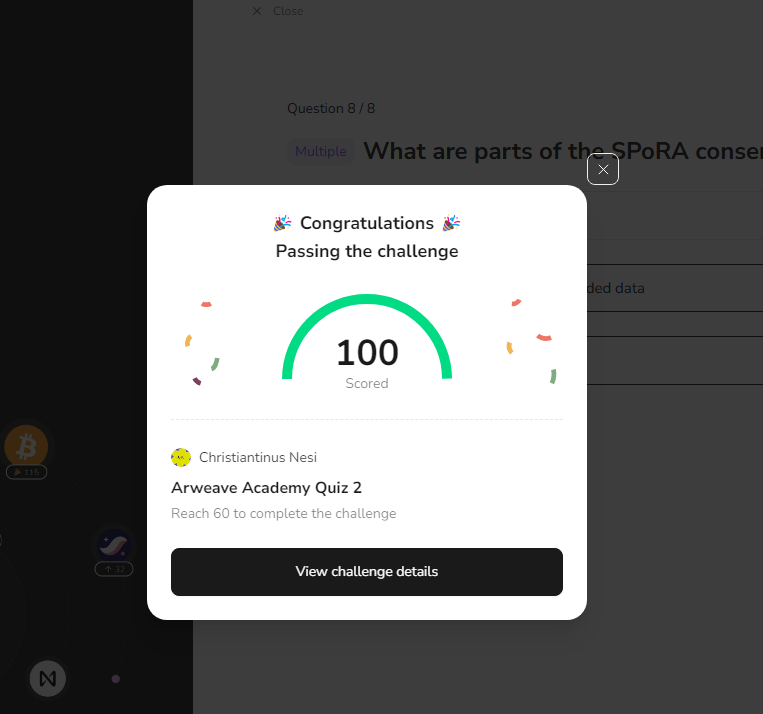 Close
Question 8 / 8
Multiple What are parts of the SPoRA
Congratulations
Passing the challenge
ded data
100
Scored
115
Christiantinus Nesi
Arweave Academy Quiz 2
Reach 60 to complete the challenge
32
View challenge details